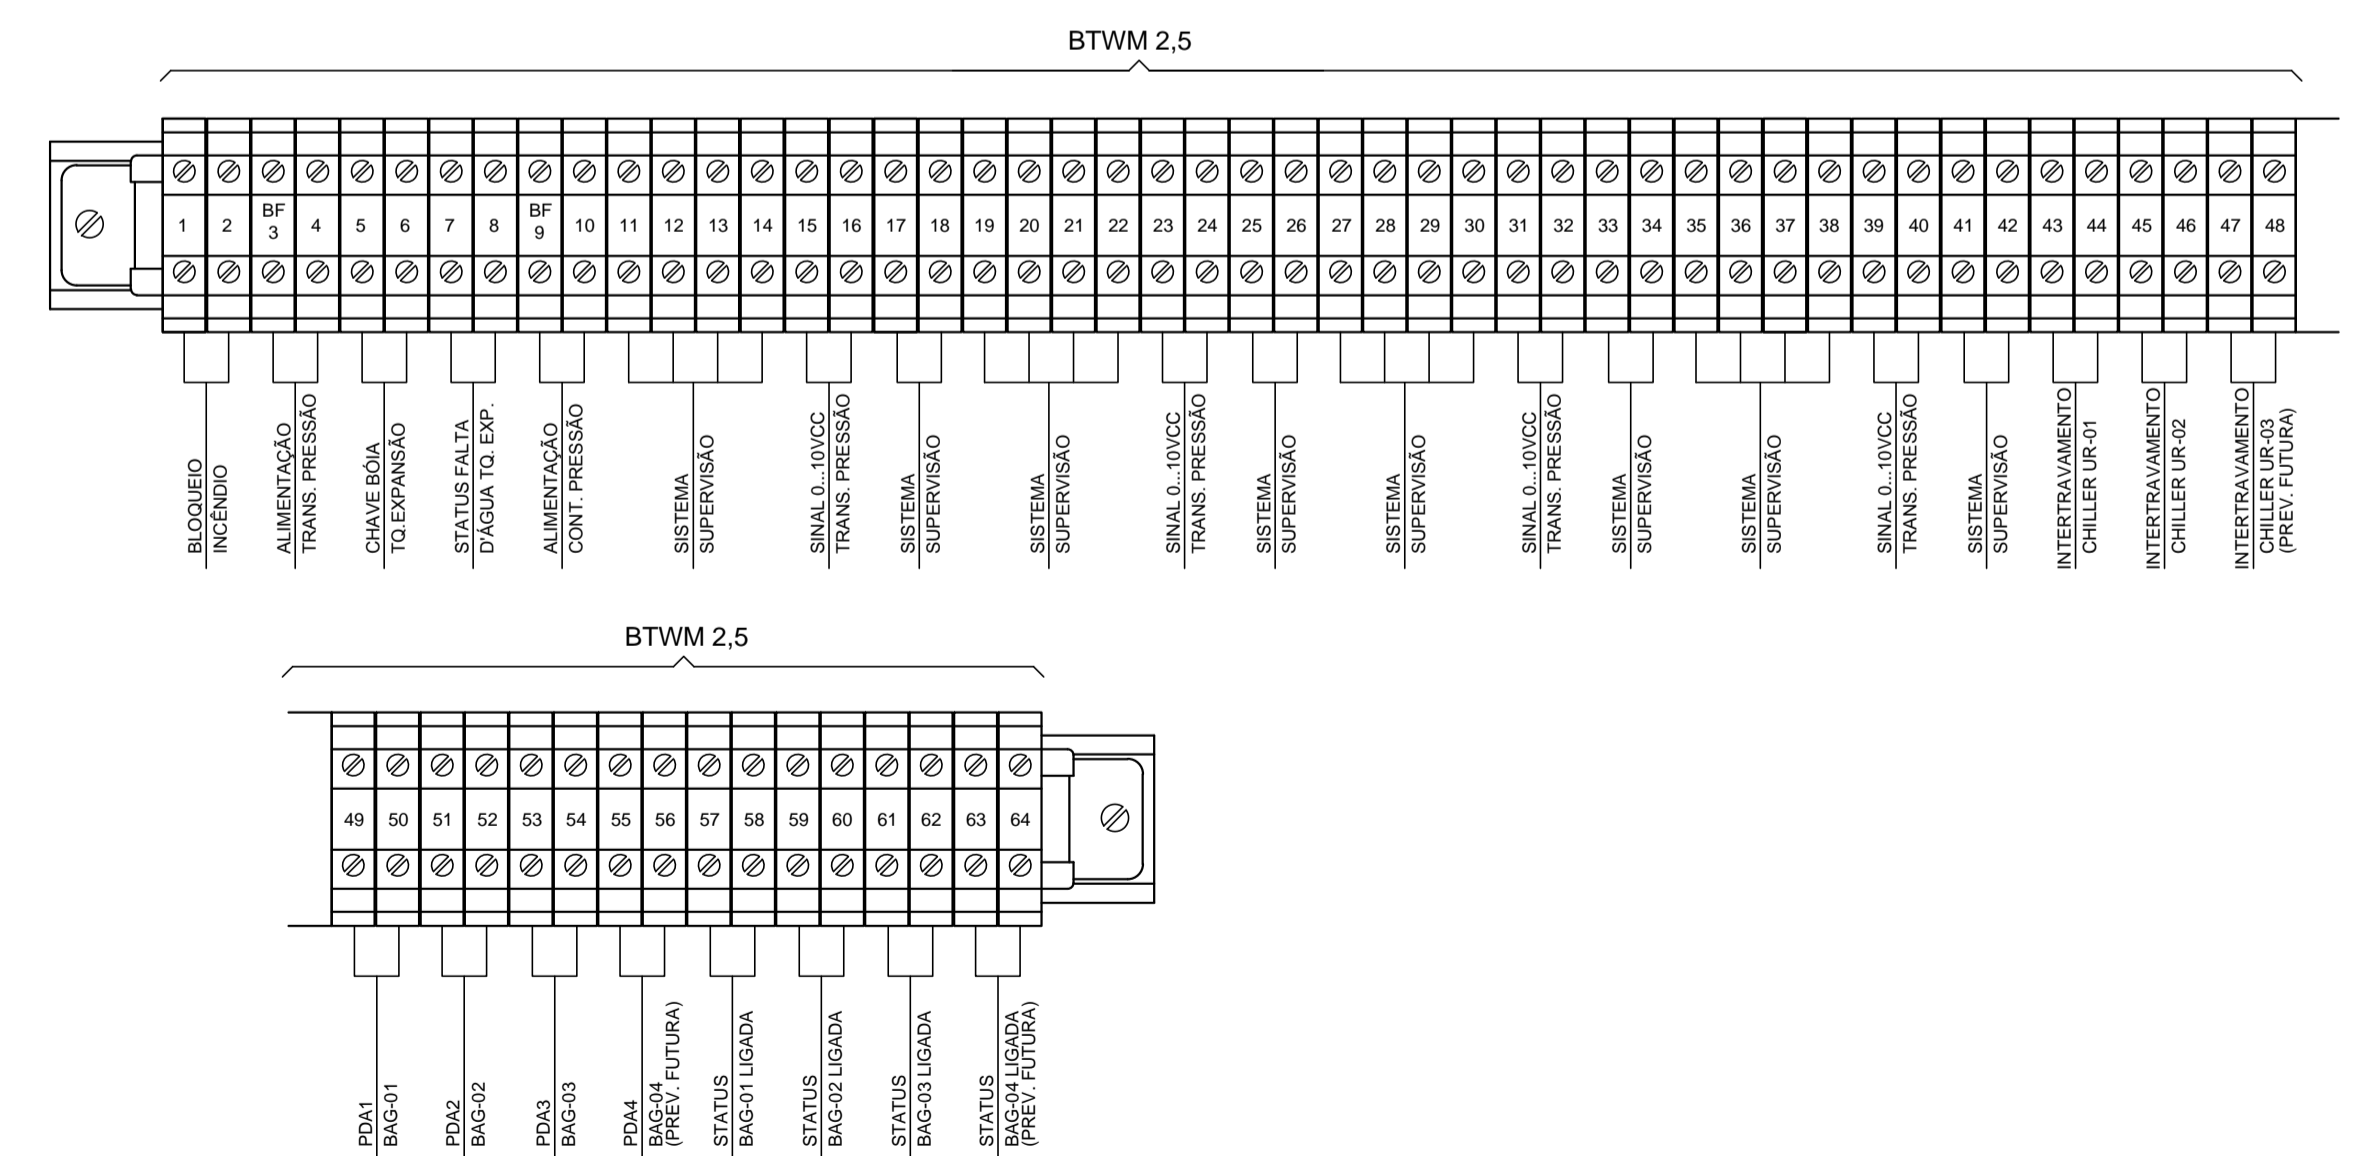 BTWM 2,5
1 2 BF 3 4 5 6 7 8 BF 9 10 11 12 13 14 15 16 17 18 19 20 21 22 23 24 25 26 27 28 29 30 31 32 33 34 35 36 37 38 39 40 41 42 43 44 45 46 47 48
BLOQUEIO
INCÊNDIO
ALIMENTAÇÃO
TRANS. PRESSÃO
CHAVE BÓIA
TQ.EXPANSÃO
STATUS FALTA
D'ÁGUA TQ. EXP.
ALIMENTAÇÃO
CONT. PRESSÃO
SISTEMA
SUPERVISÃO
SINAL 0...10VCC
TRANS. PRESSÃO
SISTEMA
SUPERVISÃO
SISTEMA
SUPERVISÃO
SINAL 0...10VCC
TRANS. PRESSÃO
SISTEMA
SUPERVISÃO
SISTEMA
SUPERVISÃO
SINAL 0...10VCC
TRANS. PRESSÃO
SISTEMA
SUPERVISÃO
SISTEMA
SUPERVISÃO
SINAL 0...10VCC
TRANS. PRESSÃO
SISTEMA
SUPERVISÃO
INTERTRAVAMENTO
CHILLER UR-01
INTERTRAVAMENTO
CHILLER UR-02
INTERTRAVAMENTO
CHILLER UR-03
(PREV. FUTURA)
BTWM 2,5
49 50 51 52 53 54 55 56 57 58 59 60 61 62 63 64
PDA1
BAG-01
PDA2
BAG-02
PDA3
BAG-03
PDA4
BAG-04
(PREV. FUTURA)
STATUS
BAG-01 LIGADA
STATUS
BAG-02 LIGADA
STATUS
BAG-03 LIGADA
STATUS
BAG-04 LIGADA
(PREV. FUTURA)